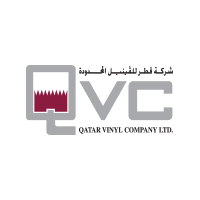 شركة قطر للفينيل المحدودة
QVC
QATAR VINYL COMPANY LTD.